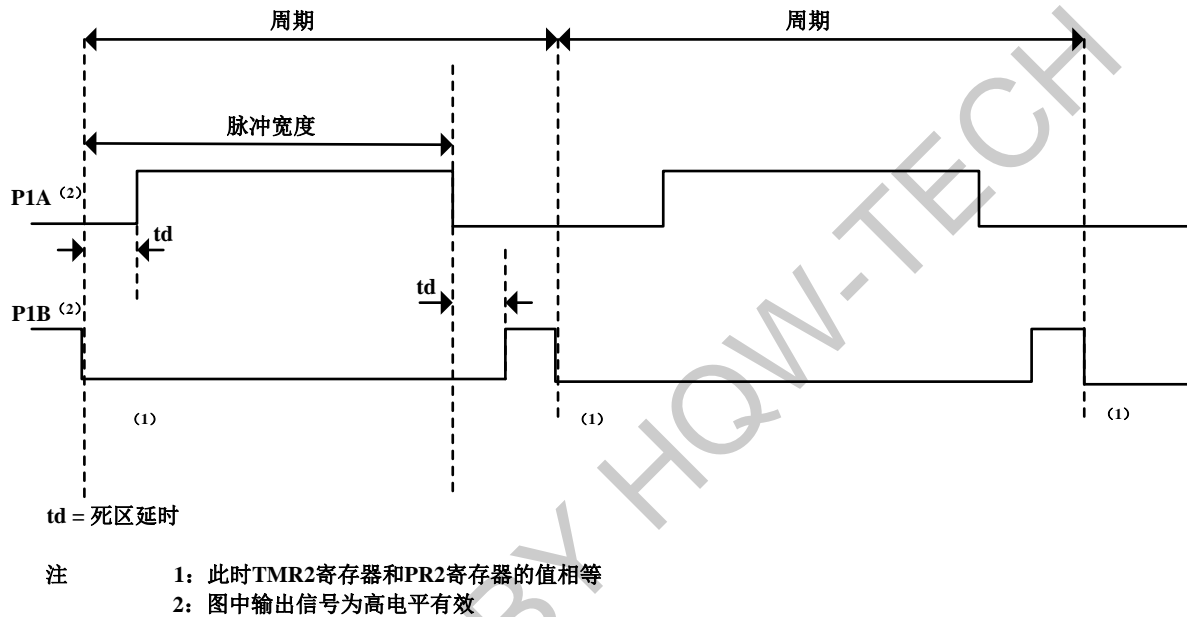 周期 周期
脉冲宽度
P1A（2）
td
td
P1B（2）
（1） （1） （1）
td = 死区延时
注 1：此时TMR2寄存器和PR2寄存器的值相等
2：图中输出信号为高电平有效
BY HQW-TECH